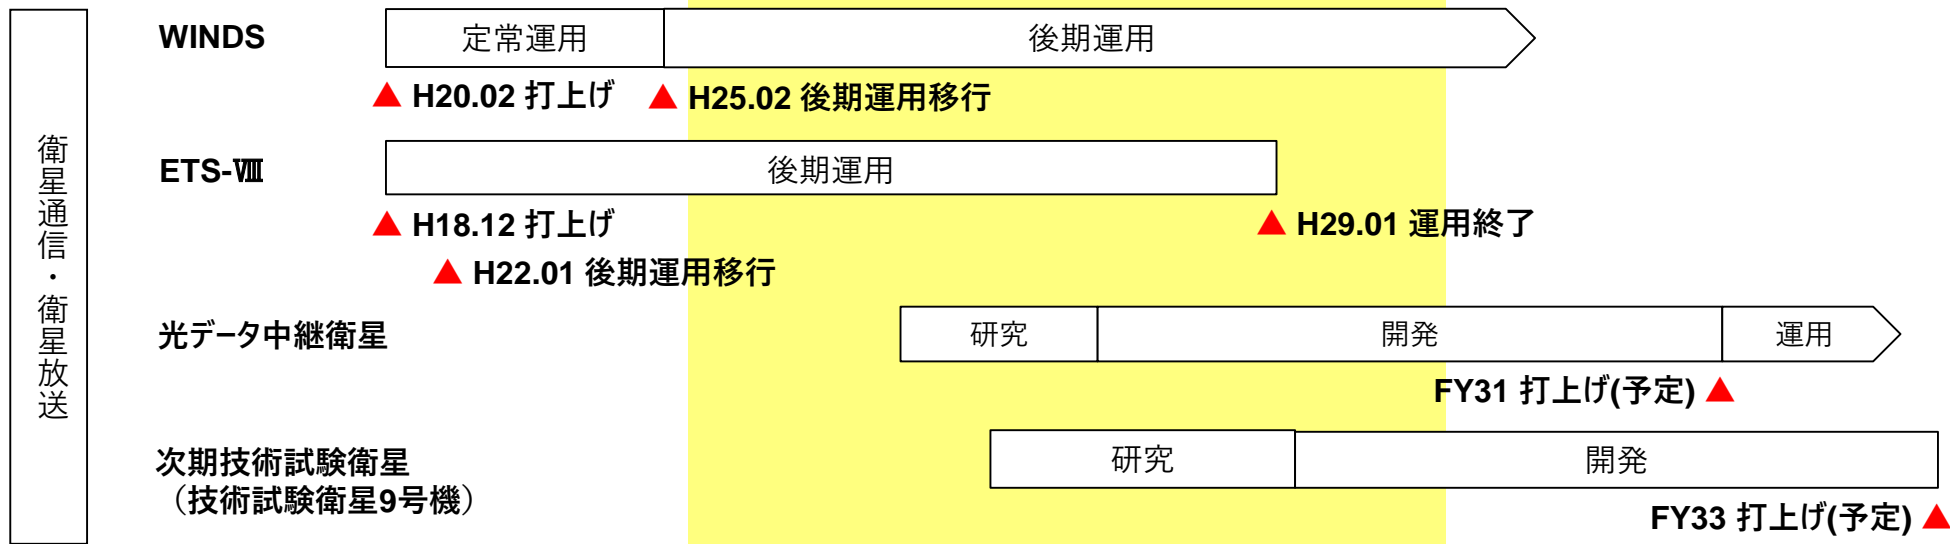 衛星通信・衛星放送
WINDS
定常運用
後期運用
▲ H20.02 打上げ
▲ H25.02 後期運用移行
ETS-Ⅷ
後期運用
▲ H18.12 打上げ
▲ H29.01 運用終了
▲ H22.01 後期運用移行
光データ中継衛星
研究
開発
運用
FY31 打上げ(予定) ▲
次期技術試験衛星
（技術試験衛星9号機）
研究
開発
FY33 打上げ(予定) ▲